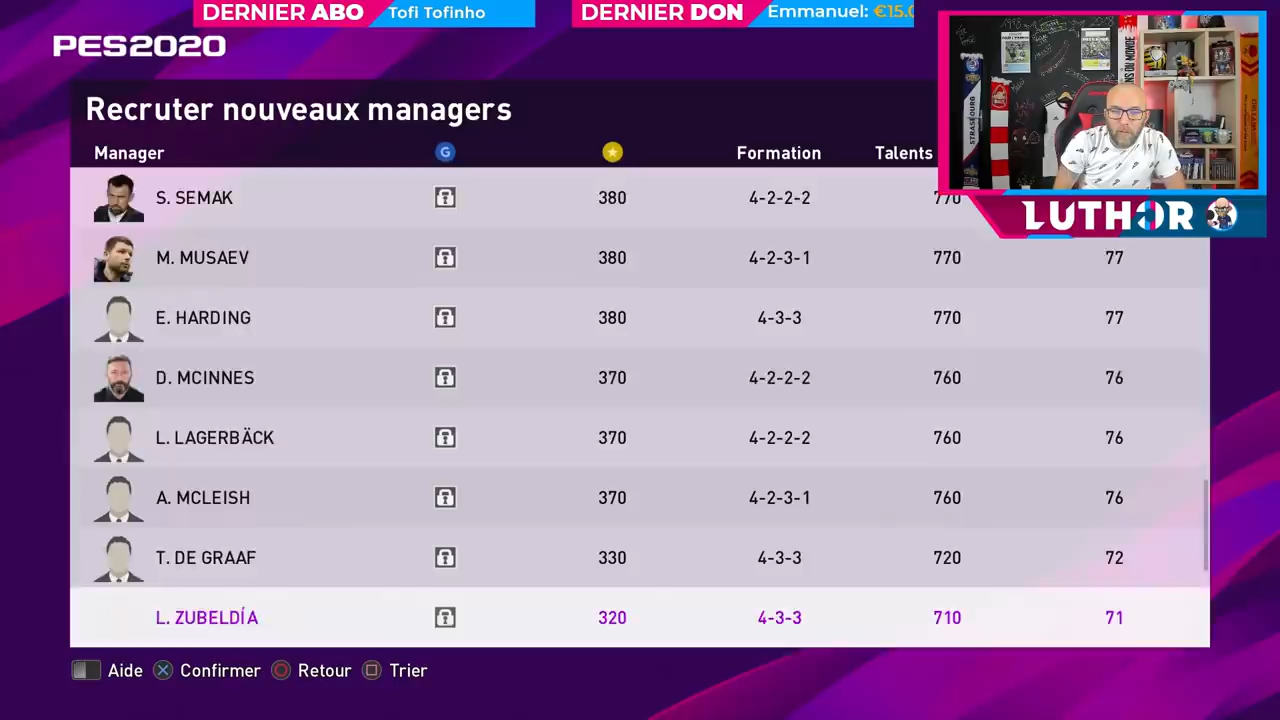 DERNIER ABO Tofi Tofinho DERNIER DON Emmanuel: €15.0
PES2020
Recruter nouveaux managers
Manager G Formation Talents
S. SEMAK 380 4-2-2-2 770
M. MUSAEV 380 4-2-3-1 770 77
E. HARDING 380 4-3-3 770 77
D. MCINNES 370 4-2-2-2 760 76
L. LAGERBÄCK 370 4-2-2-2 760 76
A. MCLEISH 370 4-2-3-1 760 76
T. DE GRAAF 330 4-3-3 720 72
L. ZUBELDÍA 320 4-3-3 710 71
Aide Confirmer Retour Trier
STRASBOURG
LUTHOR